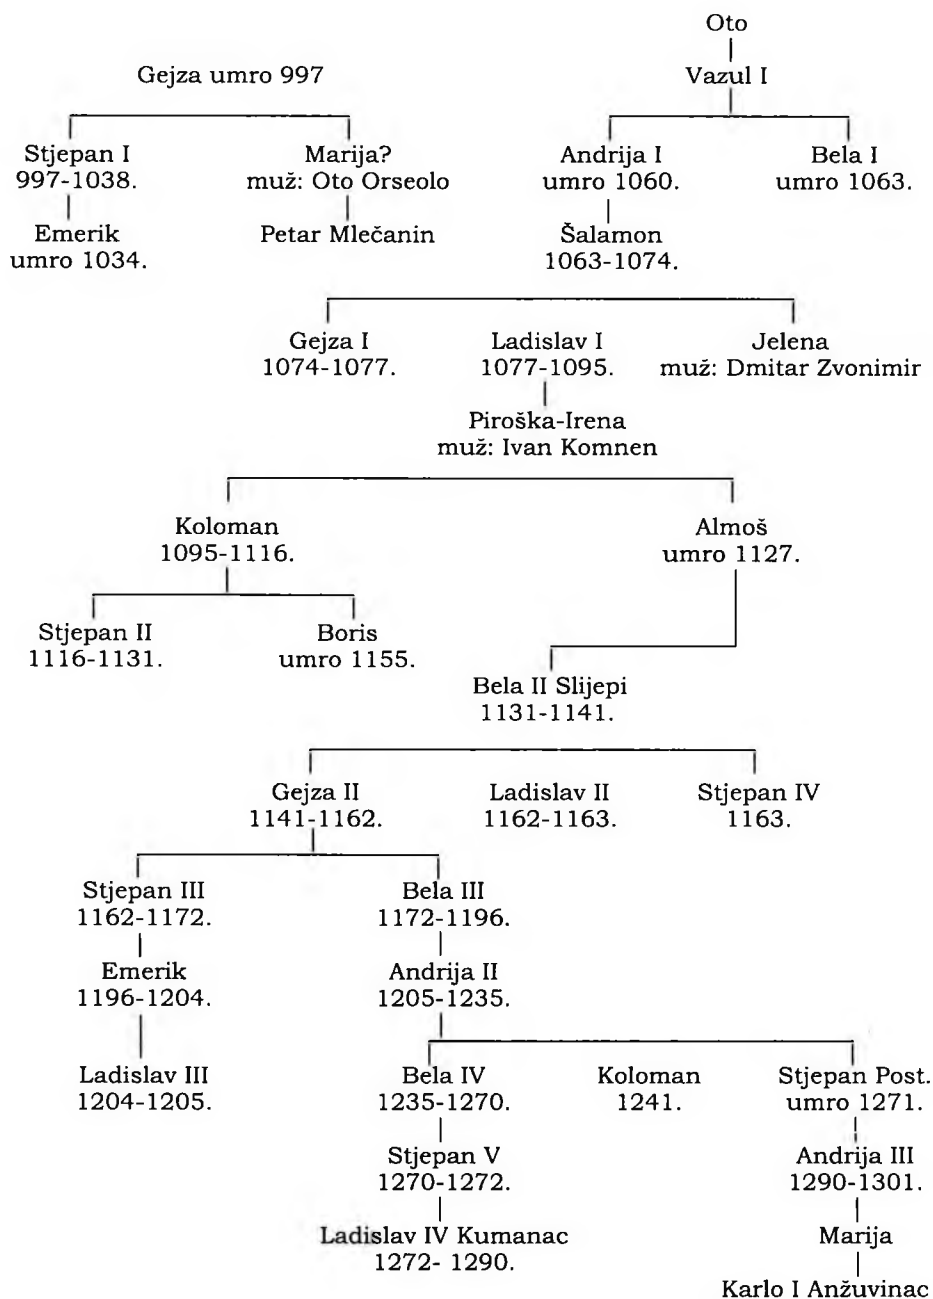 Oto
Gejza umro 997
Vazul I
Stjepan I
997-1038.
Marija?
muž: Oto Orseolo
Andrija I
umro 1060.
Bela I
umro 1063.
Emerik
umro 1034.
Petar Mlečanin
Šalamon
1063-1074.
Gejza I
1074-1077.
Ladislav I
1077-1095.
Jelena
muž: Dmitar Zvonimir
Piroška-Irena
muž: Ivan Komnen
Koloman
1095-1116.
Almoš
umro 1127.
Stjepan II
1116-1131.
Boris
umro 1155.
Bela II Slijepi
1131-1141.
Gejza II
1141-1162.
Ladislav II
1162-1163.
Stjepan IV
1163.
Stjepan III
1162-1172.
Bela III
1172-1196.
Emerik
1196-1204.
Andrija II
1205-1235.
Ladislav III
1204-1205.
Bela IV
1235-1270.
Koloman
1241.
Stjepan Post.
umro 1271.
Stjepan V
1270-1272.
Andrija III
1290-1301.
Ladislav IV Kumanac
1272- 1290.
Marija
Karlo I Anžuvinac